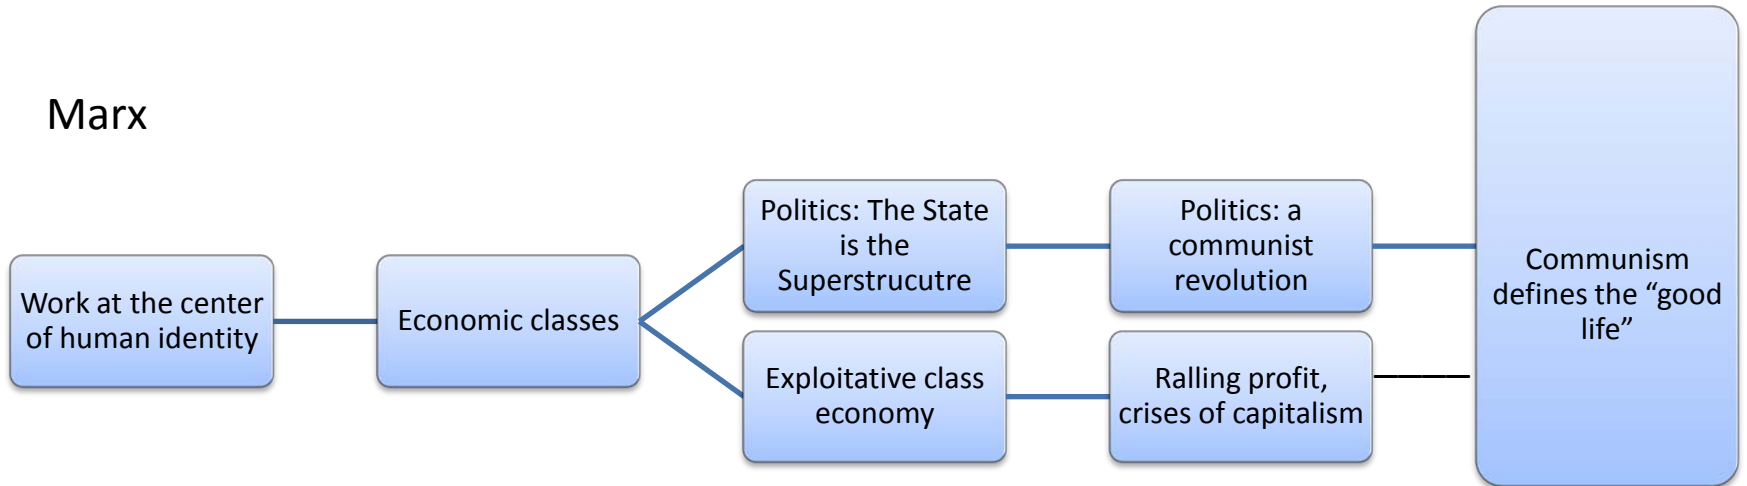 Marx
Work at the center
of human identity
Economic classes
Politics: The State
is the
Superstrucutre
Exploitative class
economy
Politics: a
communist
revolution
Ralling profit,
crises of capitalism
Communism
defines the “good
life”